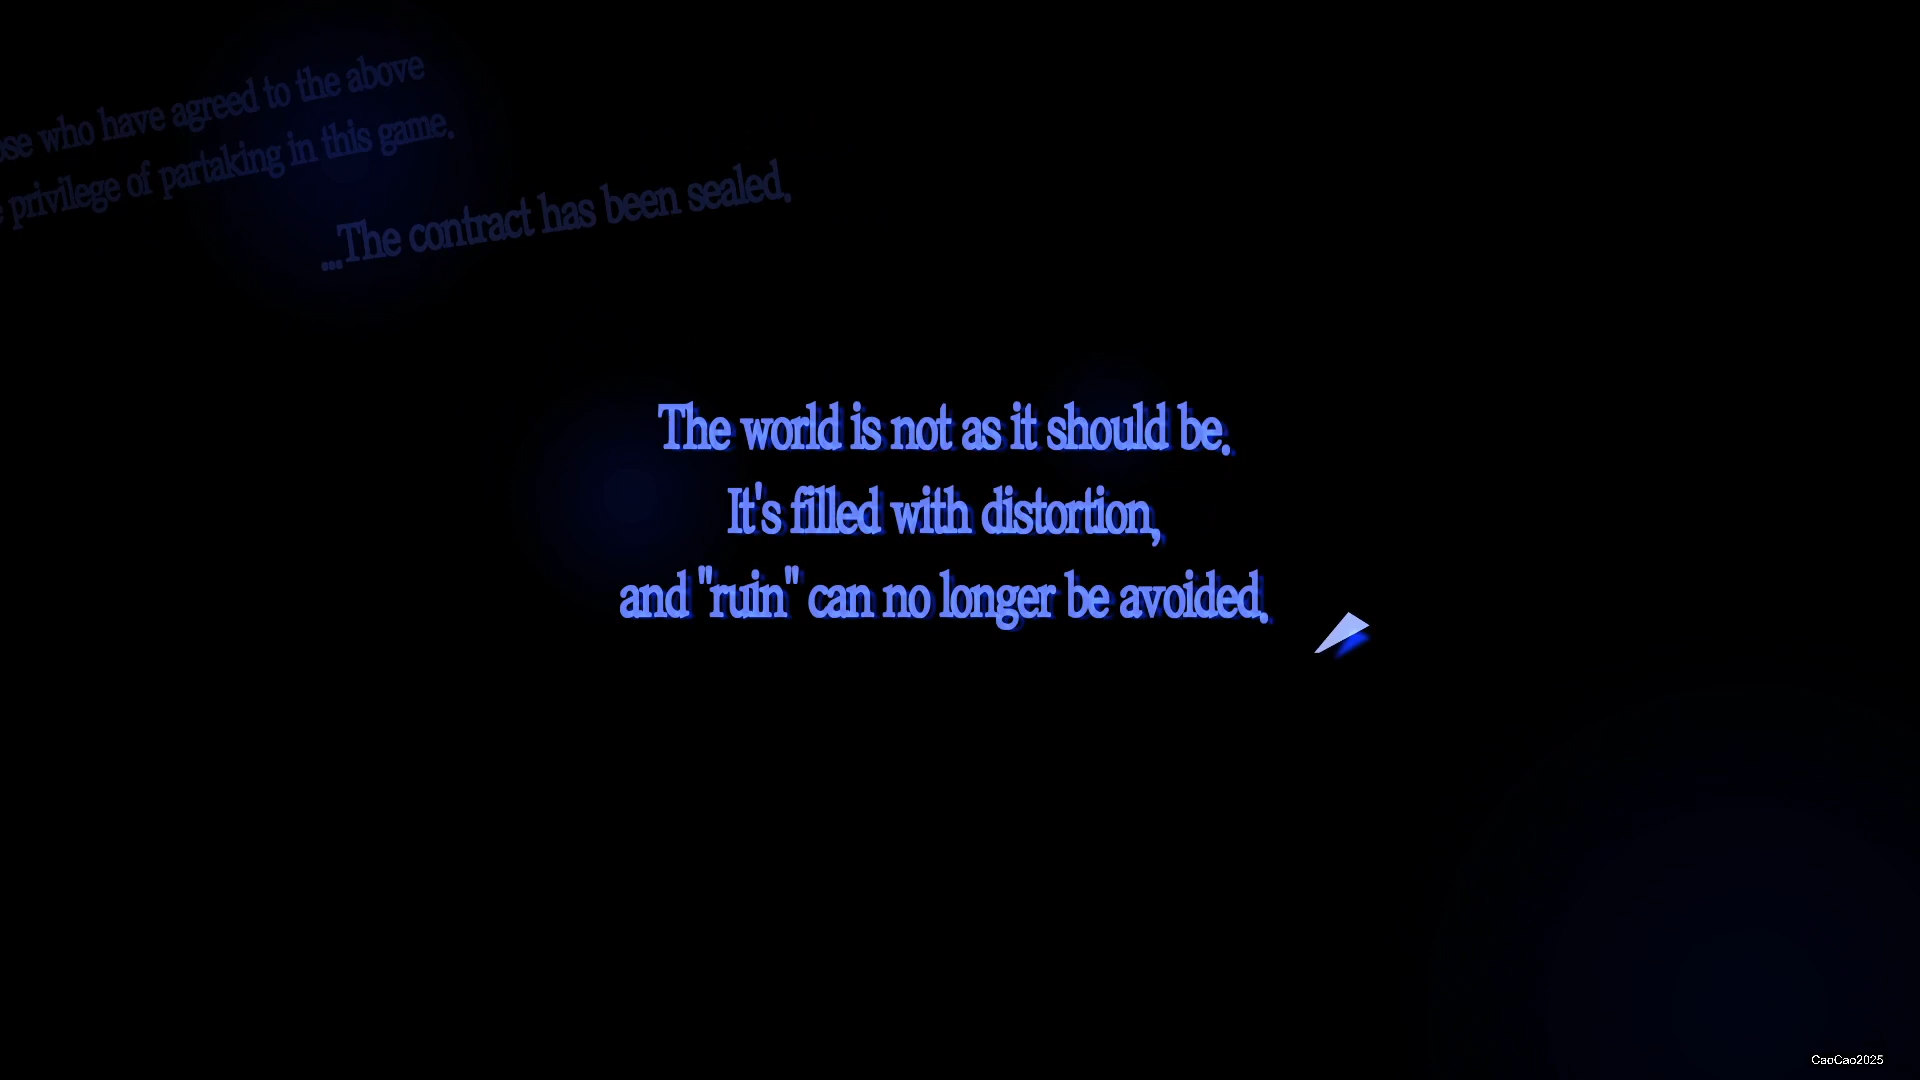 who have agreed to the above
privilege of partaking in this game.
...The contract has been sealed.
The world is not as it should be.
It's filled with distortion,
and "ruin" can no longer be avoided.
CaoCao2025